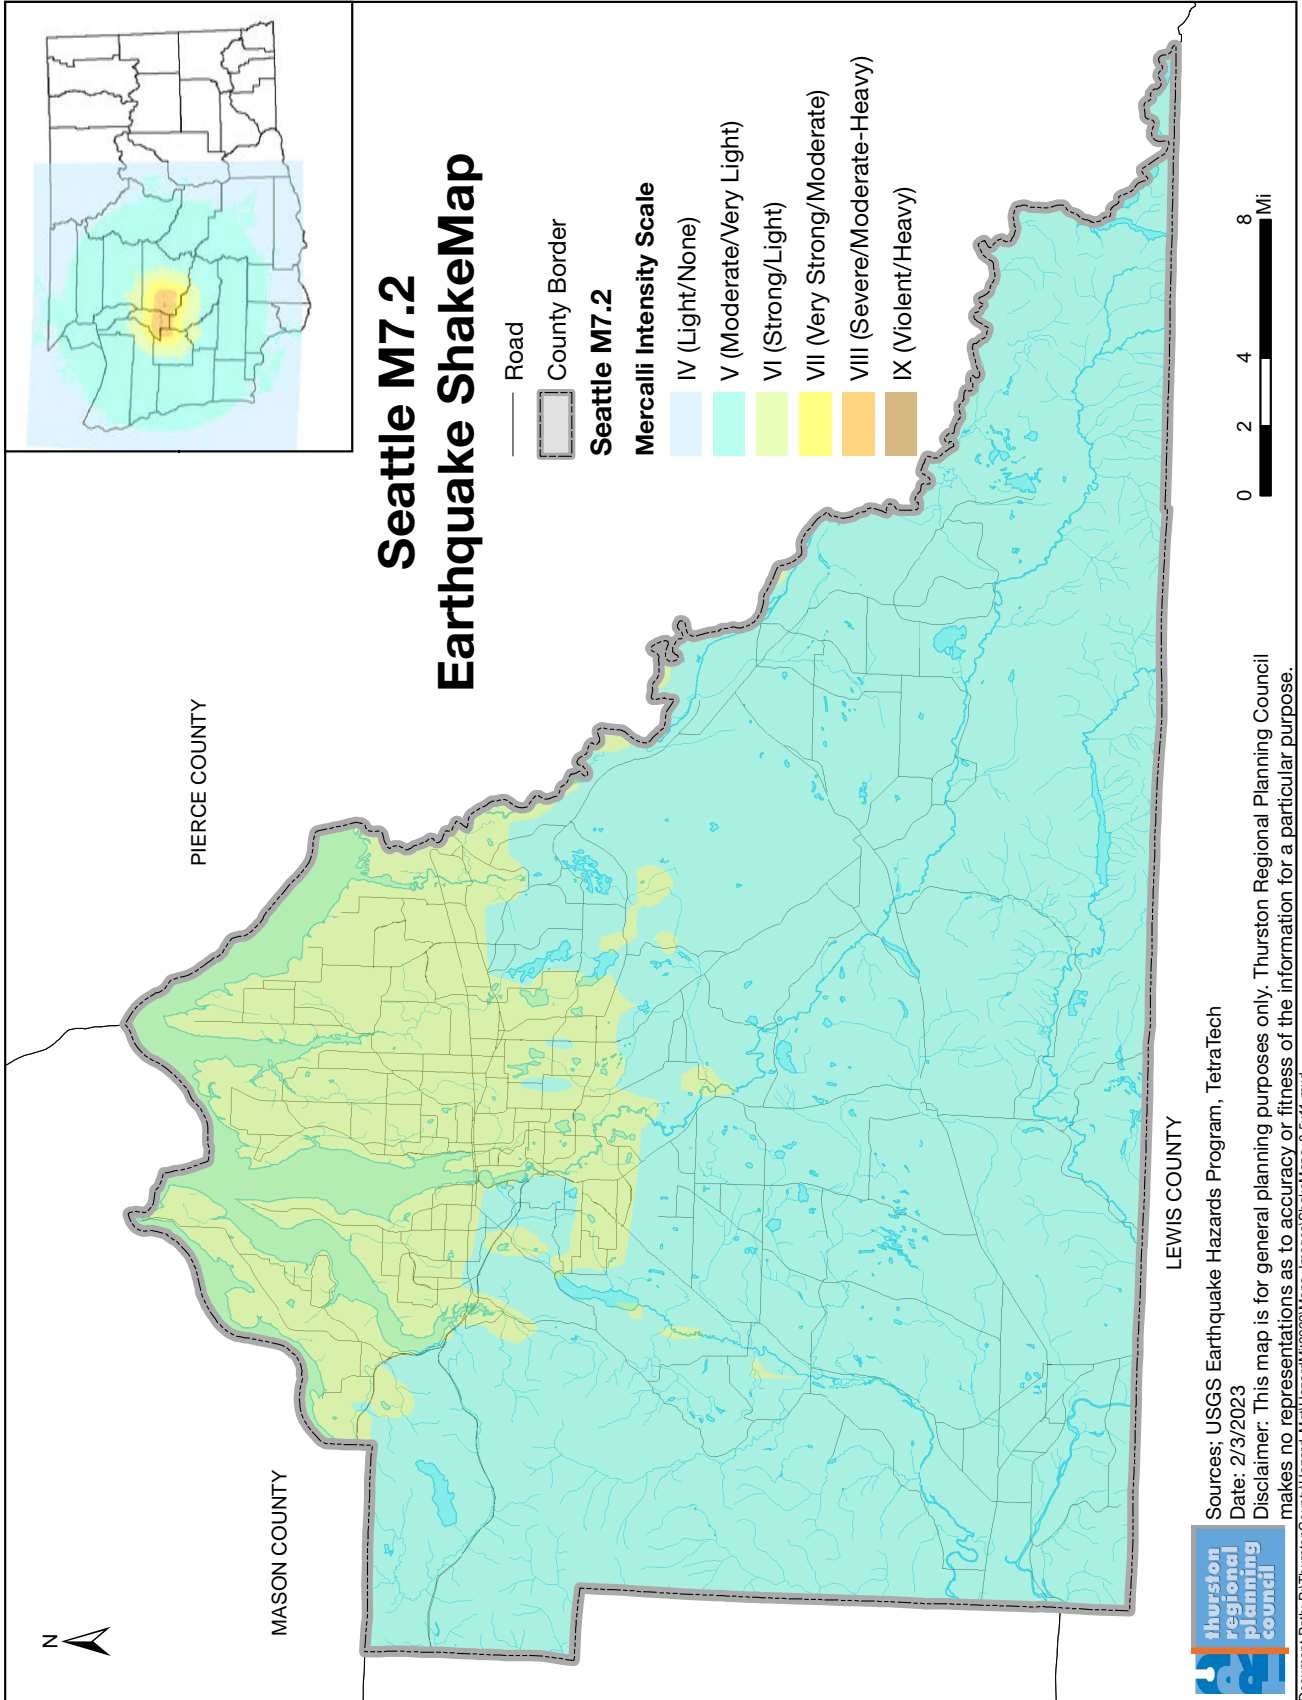 Seattle M7.2
Earthquake ShakeMap
Road
County Border
Seattle M7.2
Mercalli Intensity Scale
IV (Light/None)
V (Moderate/Very Light)
VI (Strong/Light)
VII (Very Strong/Moderate)
VIII (Severe/Moderate-Heavy)
IX (Violent/Heavy)
N
MASON COUNTY
PIERCE COUNTY
LEWIS COUNTY
0 2 4 8
Mi
thurston
regional
planning
council
Sources; USGS Earthquake Hazards Program, TetraTech
Date: 2/3/2023
Disclaimer: This map is for general planning purposes only. Thurston Regional Planning Council
makes no representations as to accuracy or fitness of the information for a particular purpose.